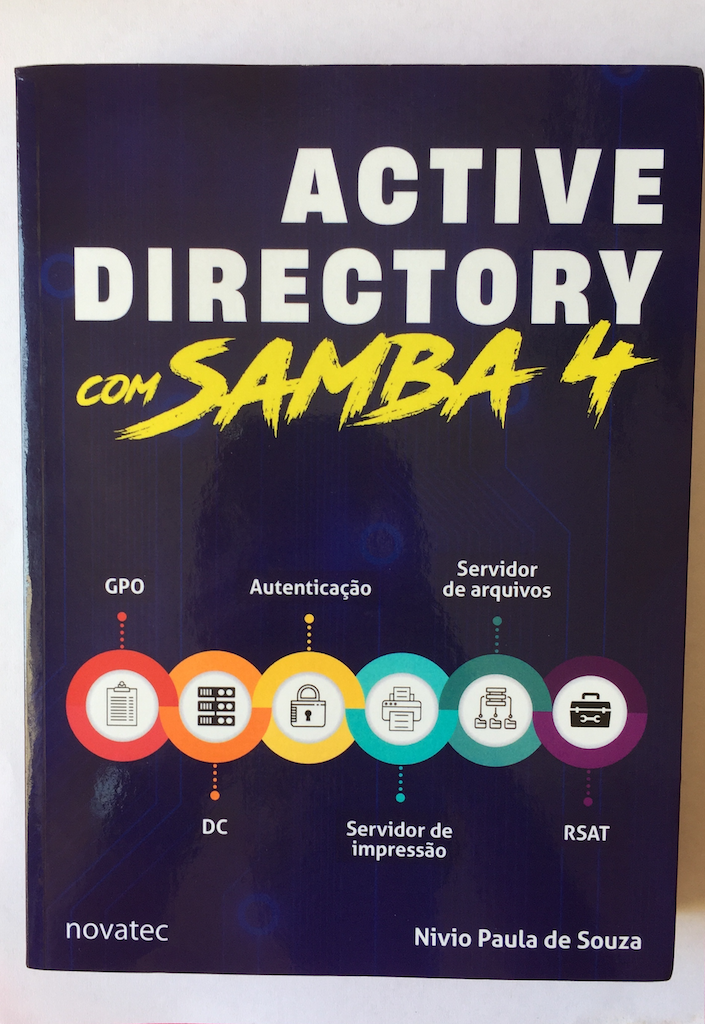 ACTIVE
DIRECTORY
COM SAMBA 4
GPO
Autenticação
Servidor
de arquivos
DC
Servidor de
impressão
RSAT
novatec
Nivio Paula de Souza